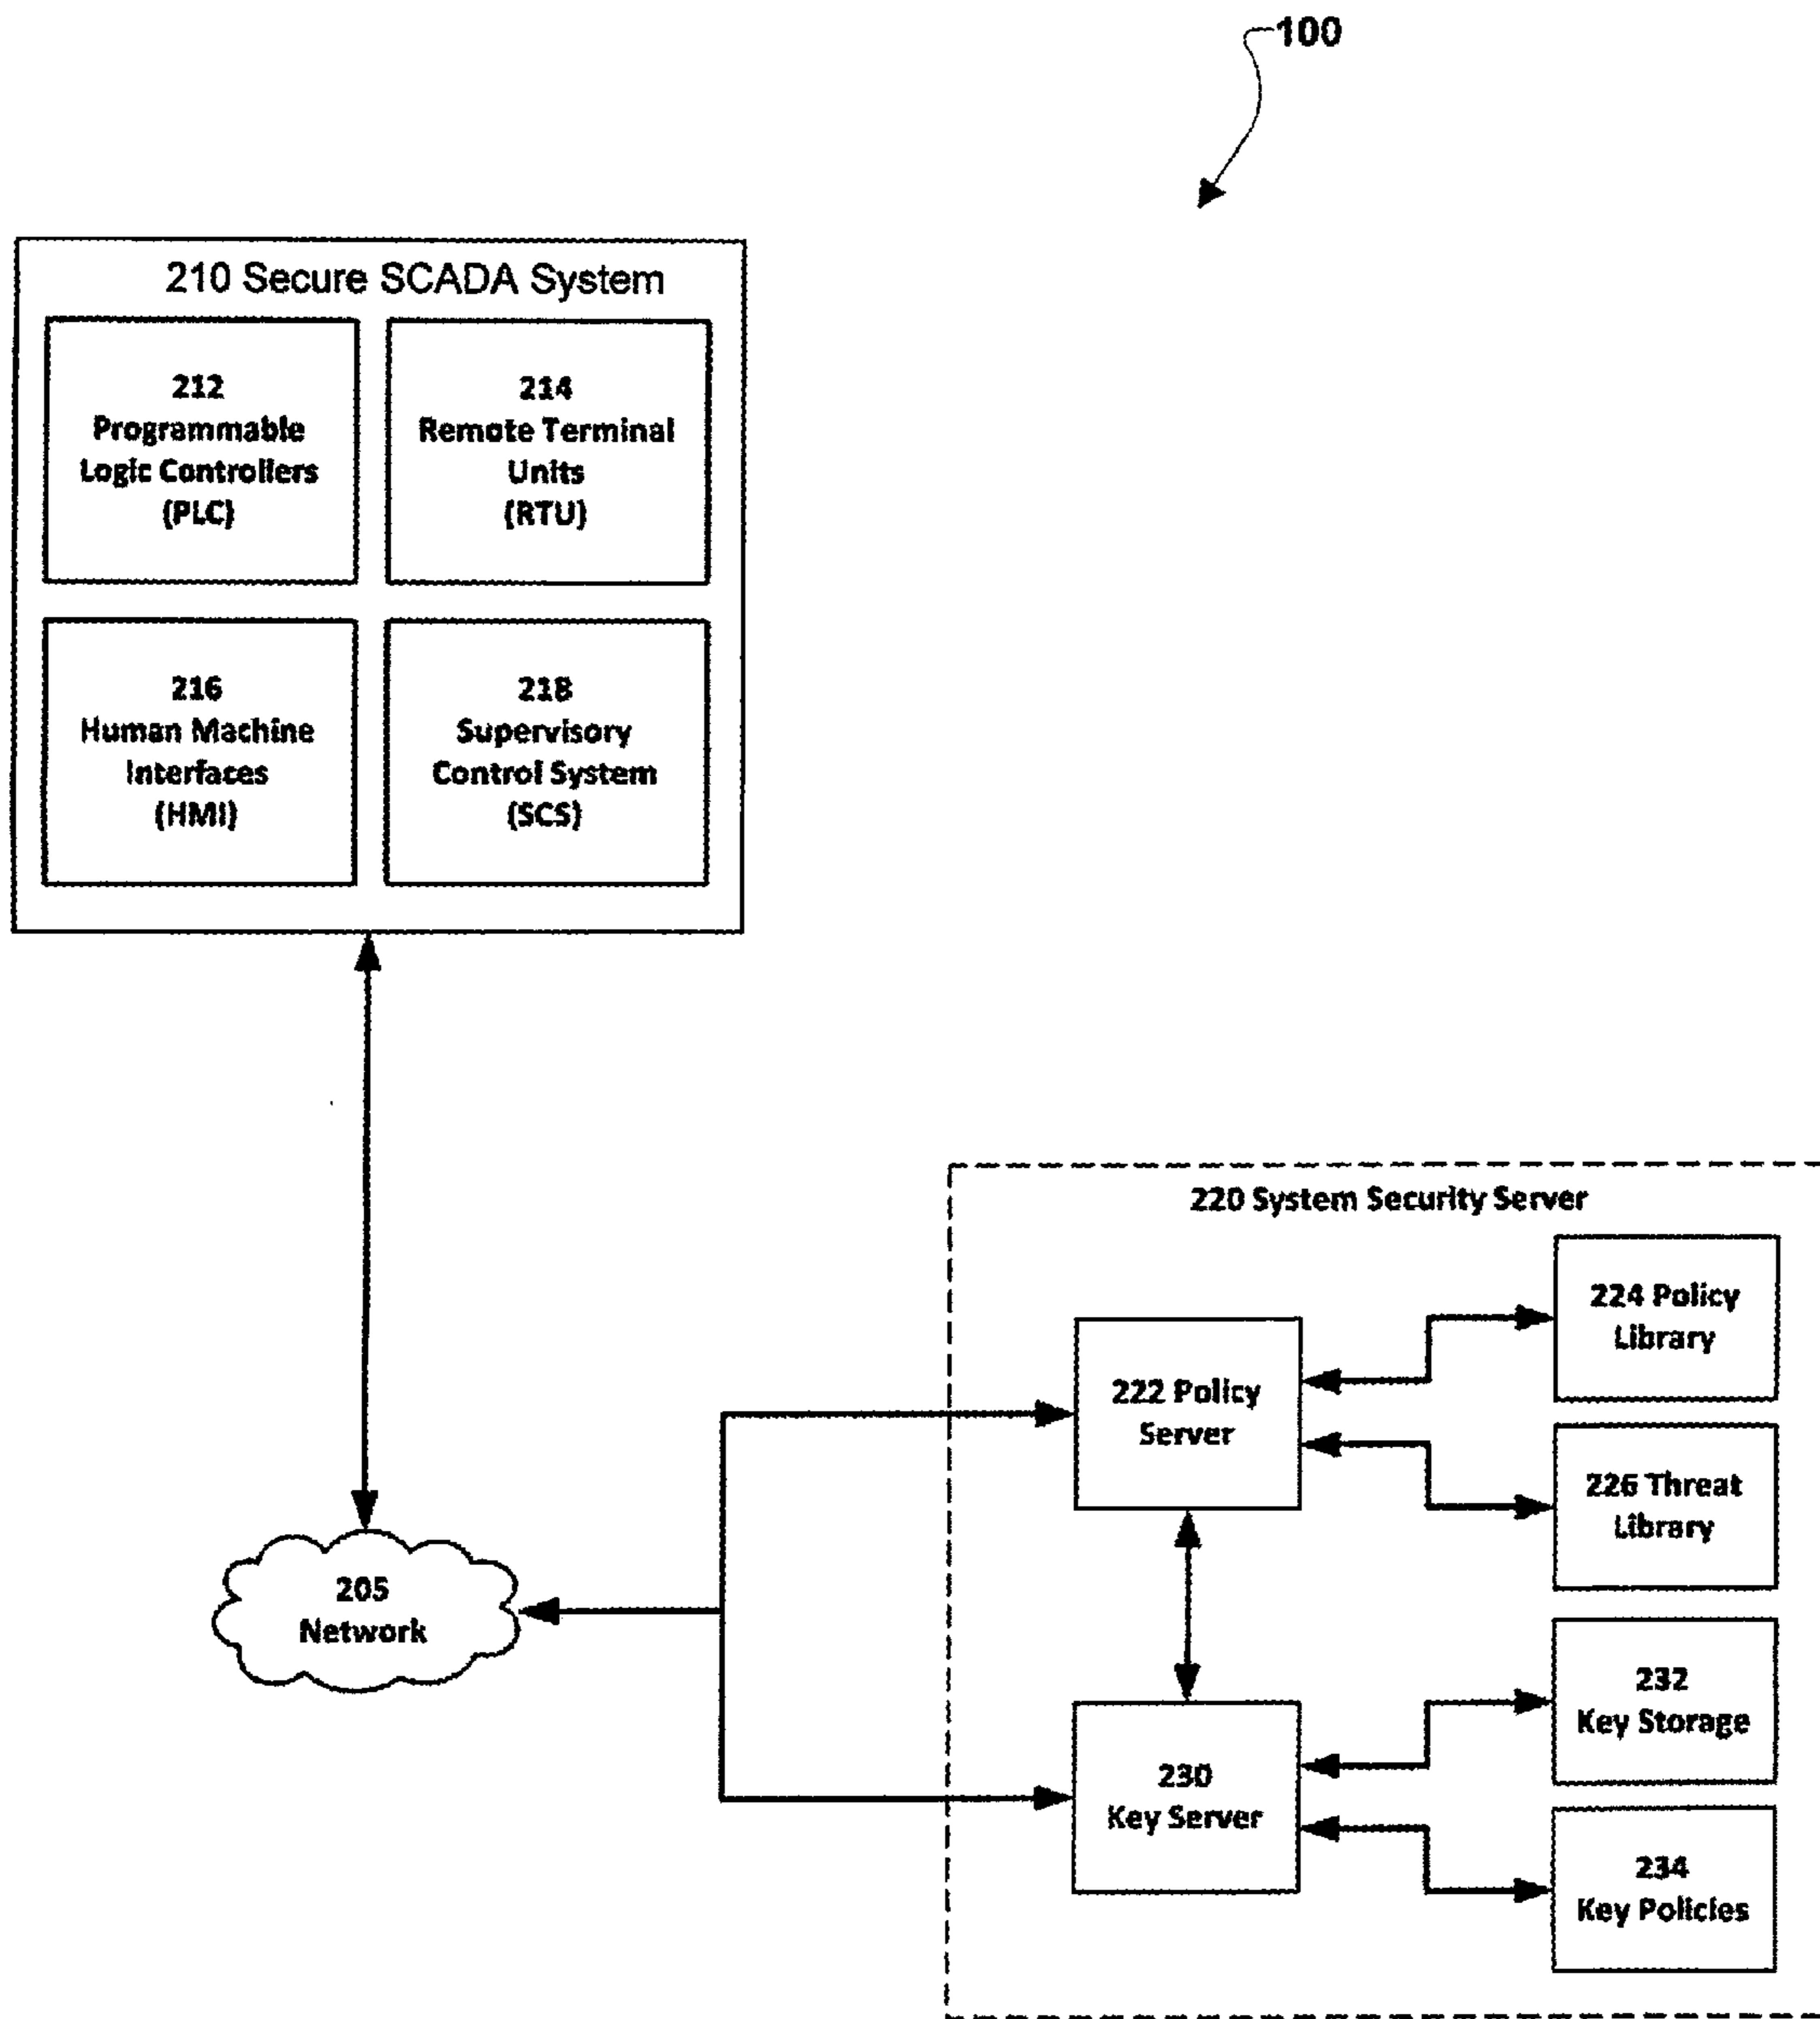 100
210 Secure SCADA System
212
Programmable
Logic Controllers
(PLC)
214
Remote Terminal
Units
(RTU)
216
Human Machine
Interfaces
(HMI)
218
Supervisory
Control System
(SCS)
220 System Security Server
224 Policy
Library
222 Policy
Server
226 Threat
Library
205
Network
232
Key Storage
230
Key Server
234
Key Policies